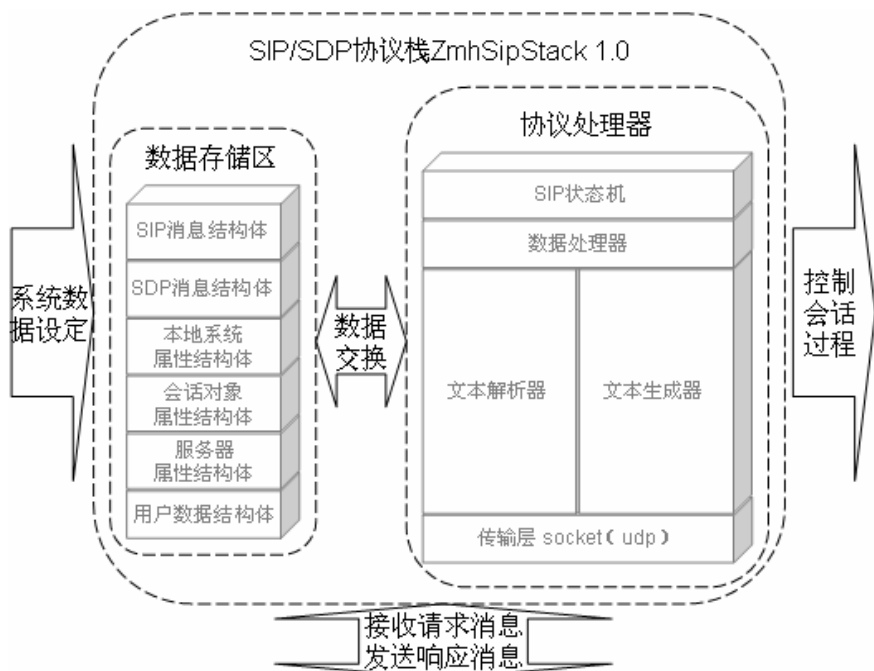 SIP/SDP协议栈ZmhSipStack 1.0
系统数
据设定
数据存储区
SIP消息结构体
SDP消息结构体
本地系统
属性结构体
会话对象
属性结构体
服务器
属性结构体
用户数据结构体
数据
交换
协议处理器
SIP状态机
数据处理器
文本解析器
文本生成器
传输层 socket（udp）
控制
会话
过程
接收请求消息
发送响应消息